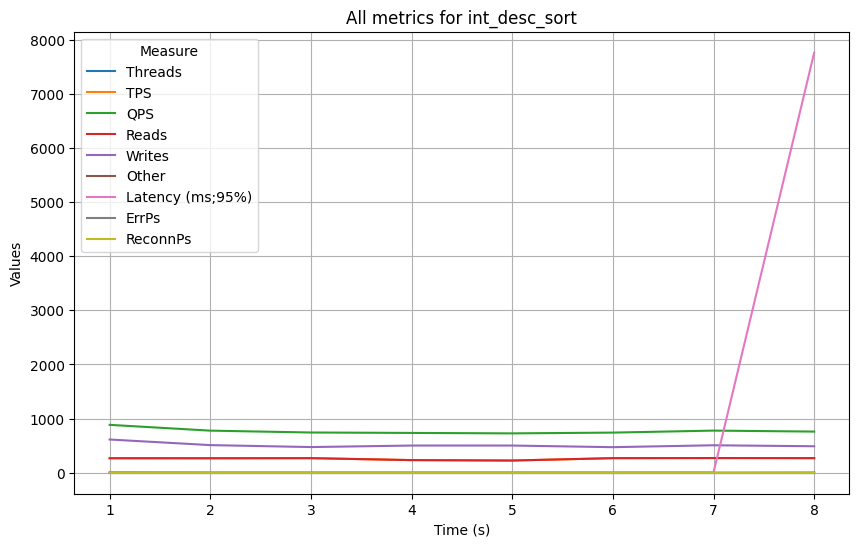 All metrics for int_desc_sort
8000
7000
6000
5000
4000
3000
2000
1000
0
Values
Measure
Threads
TPS
QPS
Reads
Writes
Other
Latency (ms;95%)
ErrPs
ReconnPs
1 2 3 4 5 6 7 8
Time (s)